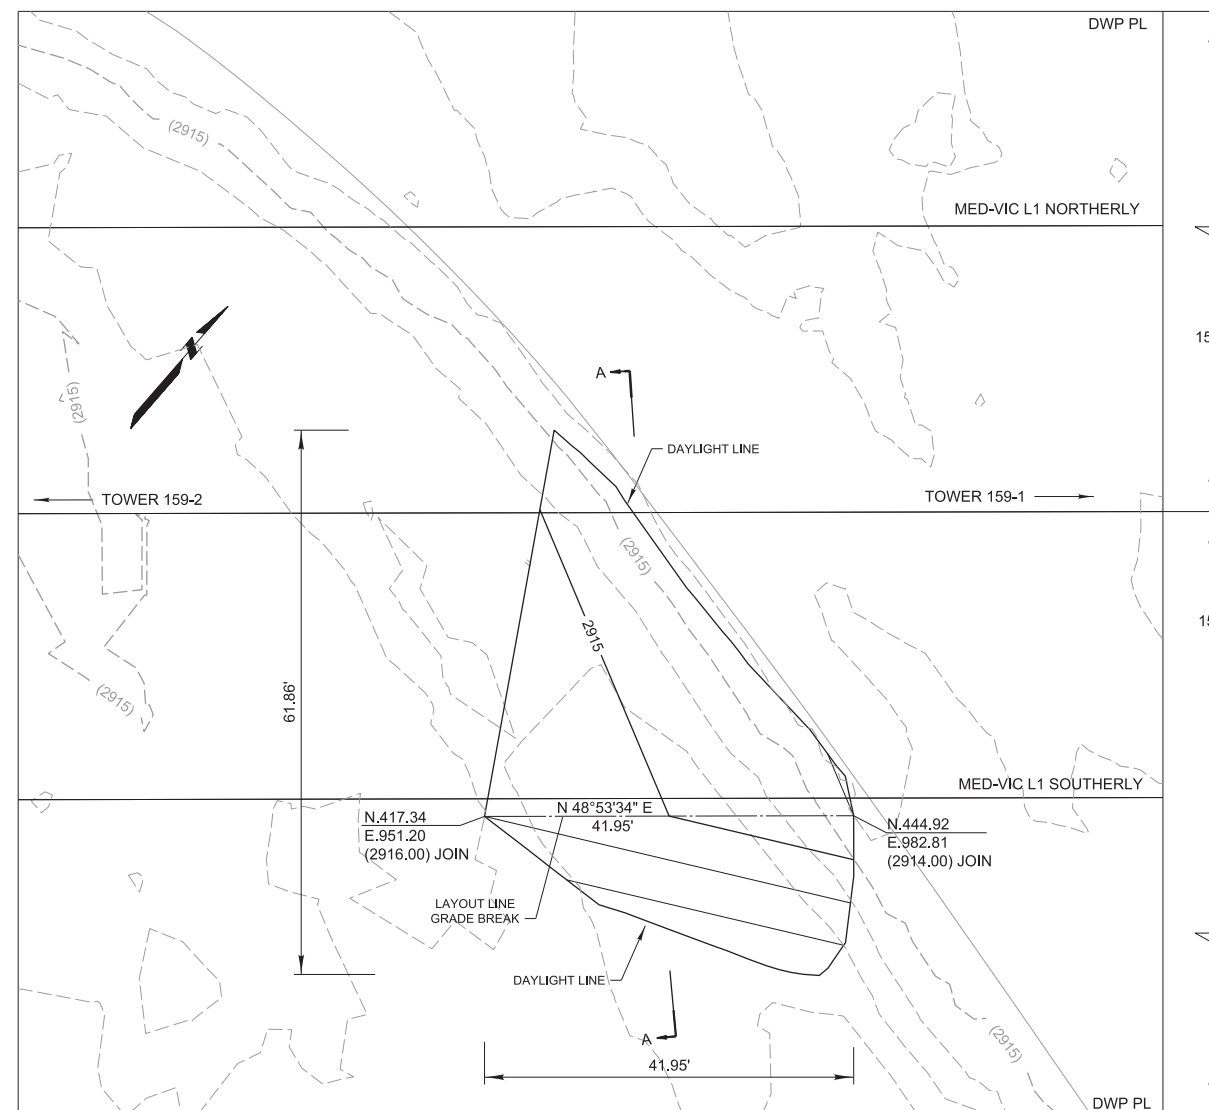 DWP PL
(2915)
MED-VIC L1 NORTHERLY
15
A
(2915)
DAYLIGHT LINE
TOWER 159-2
TOWER 159-1
(2915)
15
2915
(2915)
61.86'
MED-VIC L1 SOUTHERLY
N 48°53'34" E
41.95'
N.417.34
E.951.20
(2916.00) JOIN
N.444.92
E.982.81
(2914.00) JOIN
LAYOUT LINE
GRADE BREAK
DAYLIGHT LINE
A
(2915)
41.95'
DWP PL